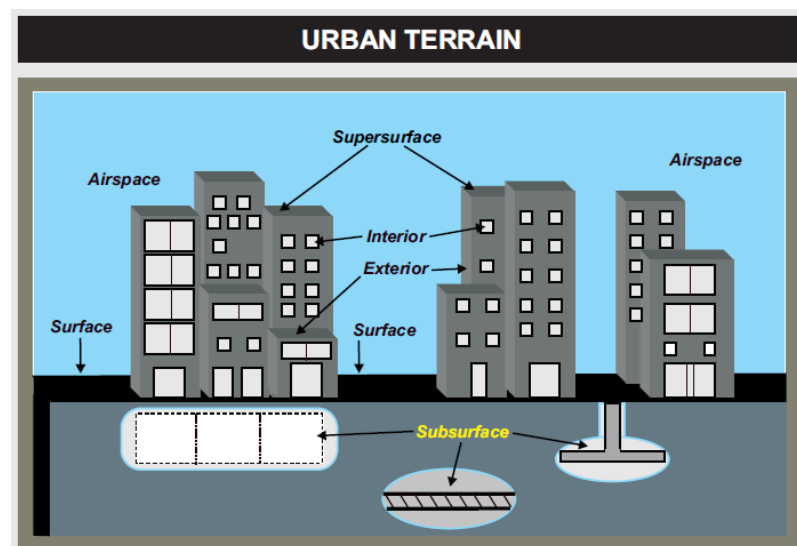 URBAN TERRAIN
Supersurface
Airspace
Airspace
Interior
Exterior
Surface
Surface
Subsurface